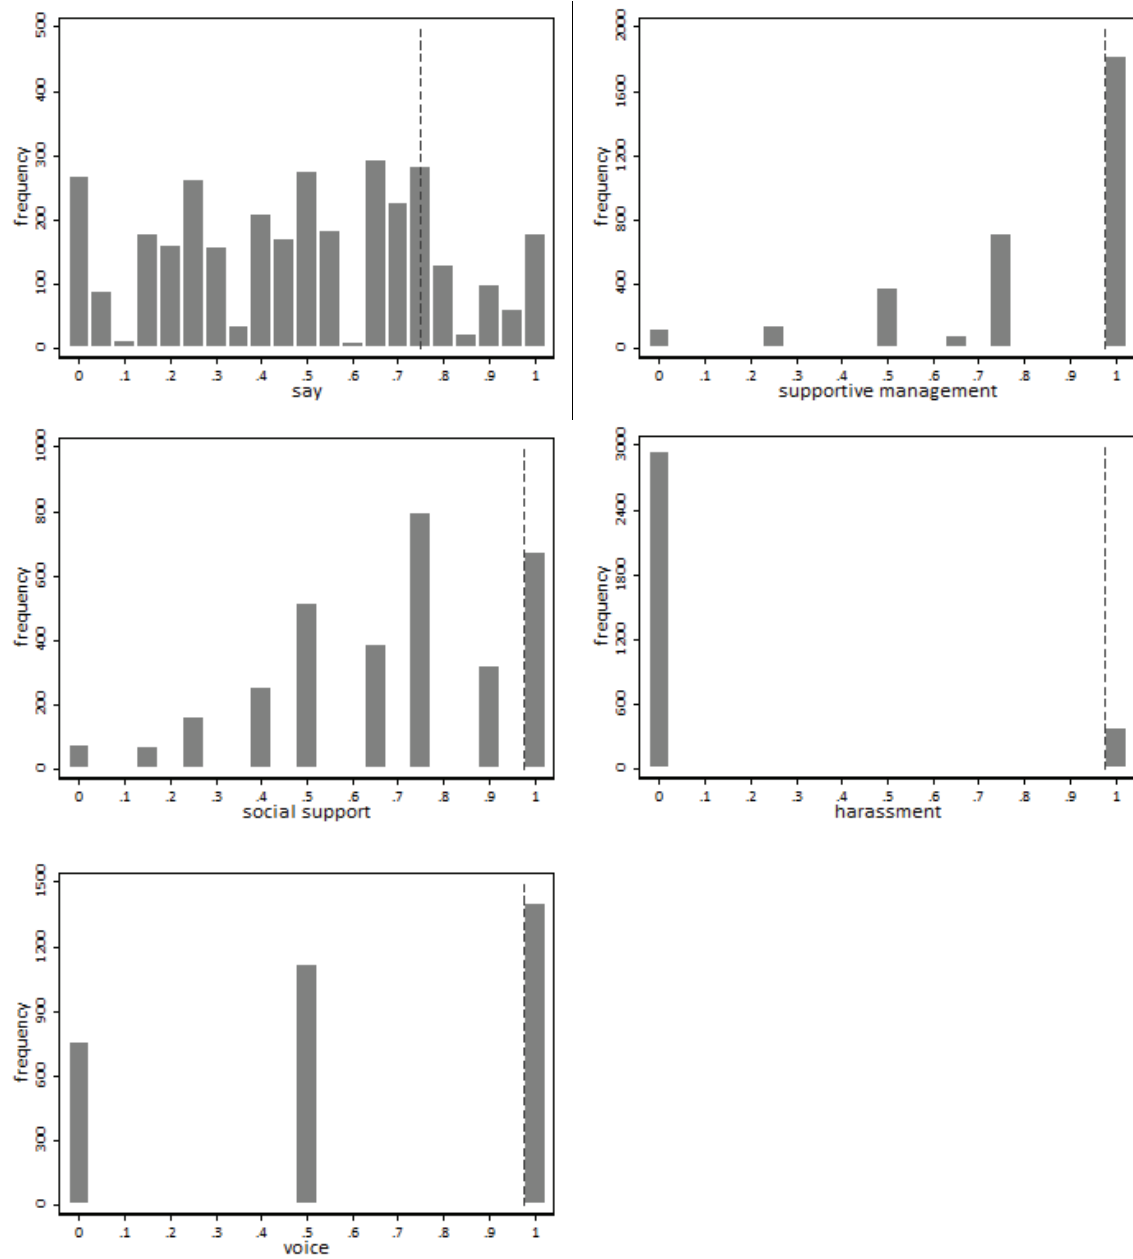 500
400
300
200
100
0
frequency
0 .1 .2 .3 .4 .5 .6 .7 .8 .9 1
say
2000
1600
1200
800
400
0
frequency
0 .1 .2 .3 .4 .5 .6 .7 .8 .9 1
supportive management
1000
800
600
400
200
0
frequency
0 .1 .2 .3 .4 .5 .6 .7 .8 .9 1
social support
3000
2400
1800
1200
600
0
frequency
0 .1 .2 .3 .4 .5 .6 .7 .8 .9 1
harassment
1500
1200
900
600
300
0
frequency
0 .1 .2 .3 .4 .5 .6 .7 .8 .9 1
voice